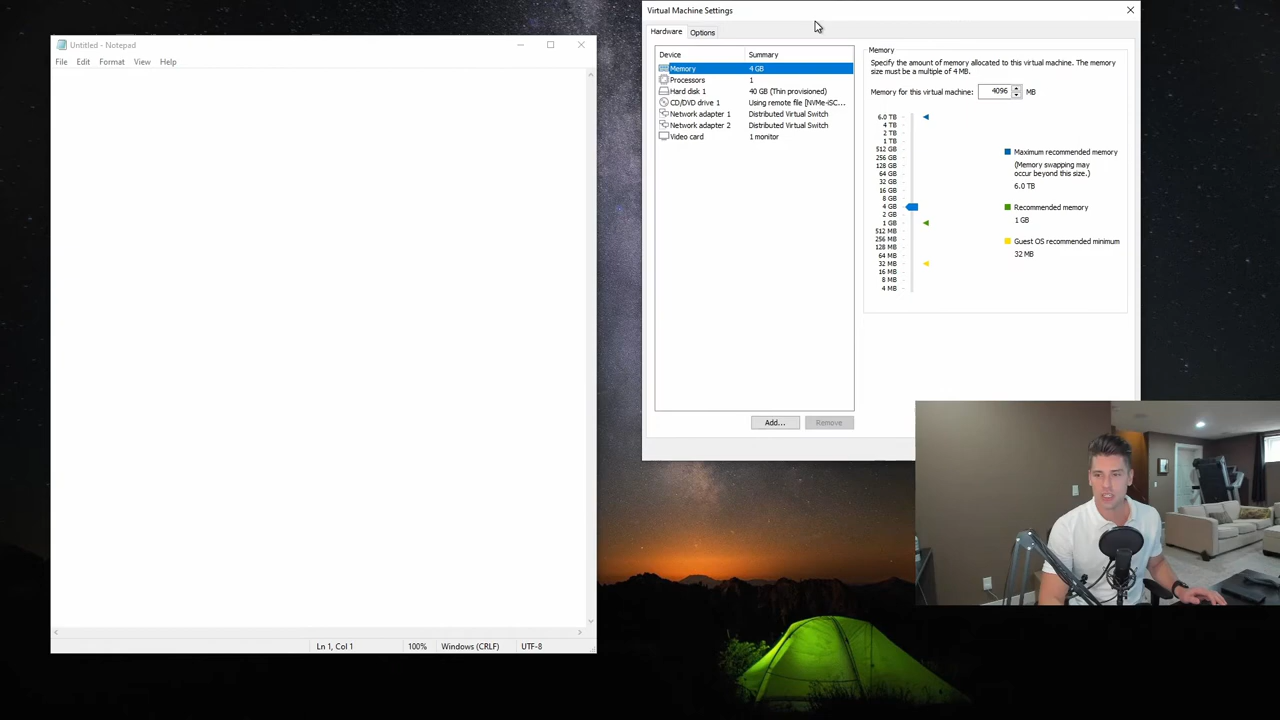 Untitled - Notepad
File Edit Format View Help
Ln 1, Col 1 100% Windows (CRLF) UTF-8
Virtual Machine Settings
Hardware Options
Device Summary
Memory 4 GB
Processors 1
Hard disk 1 40 GB (Thin provisioned)
CD/DVD drive 1 Using remote file [NVMe-iSC...
Network adapter 1 Distributed Virtual Switch
Network adapter 2 Distributed Virtual Switch
Video card 1 monitor
Add... Remove
Memory
Specify the amount of memory allocated to this virtual machine. The memory
size must be a multiple of 4 MB.
Memory for this virtual machine: 4096 MB
6.0 TB
4 TB
2 TB
1 TB
512 GB
256 GB
128 GB
64 GB
32 GB
16 GB
8 GB
4 GB
2 GB
1 GB
512 MB
256 MB
128 MB
64 MB
32 MB
16 MB
8 MB
4 MB
Maximum recommended memory
(Memory swapping may
occur beyond this size.)
6.0 TB
Recommended memory
1 GB
Guest OS recommended minimum
32 MB